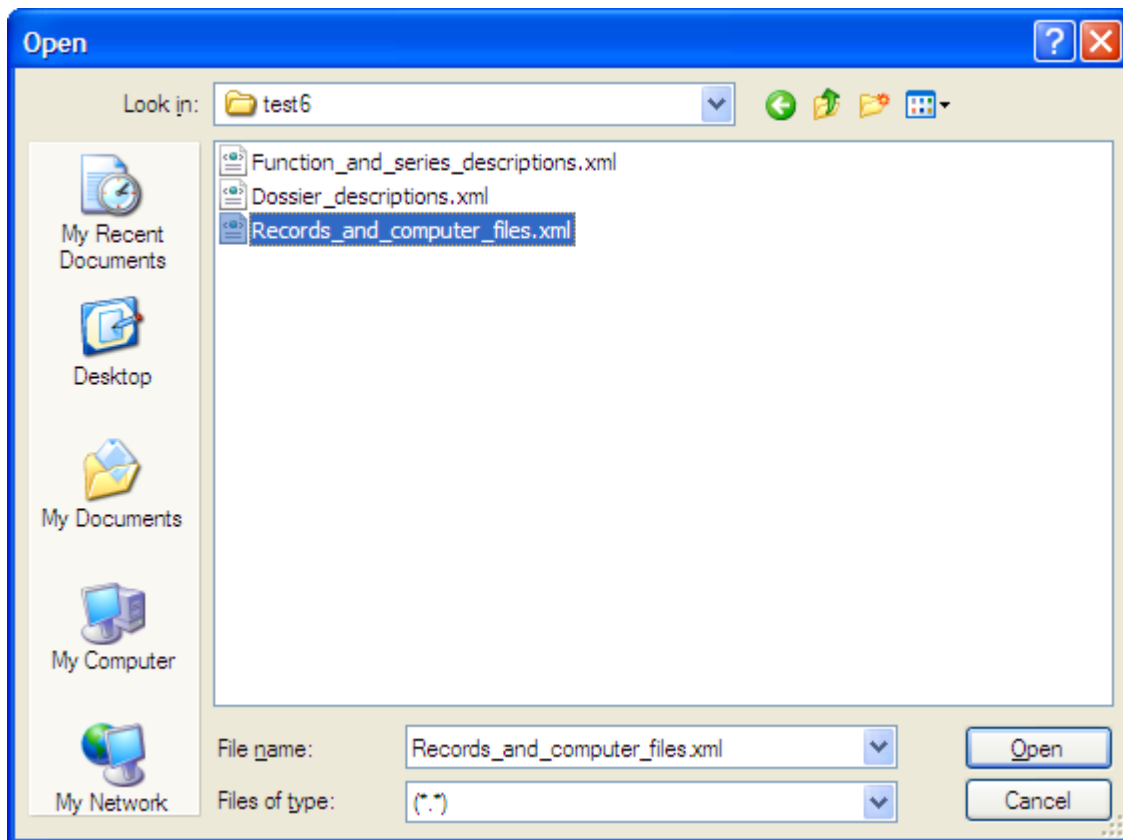 Open
Look in:
test6
Function_and_series_descriptions.xml
Dossier_descriptions.xml
Records_and_computer_files.xml
My Recent
Documents
Desktop
My Documents
My Computer
My Network
File name:
Records_and_computer_files.xml
Open
Files of type:
(*.*)
Cancel